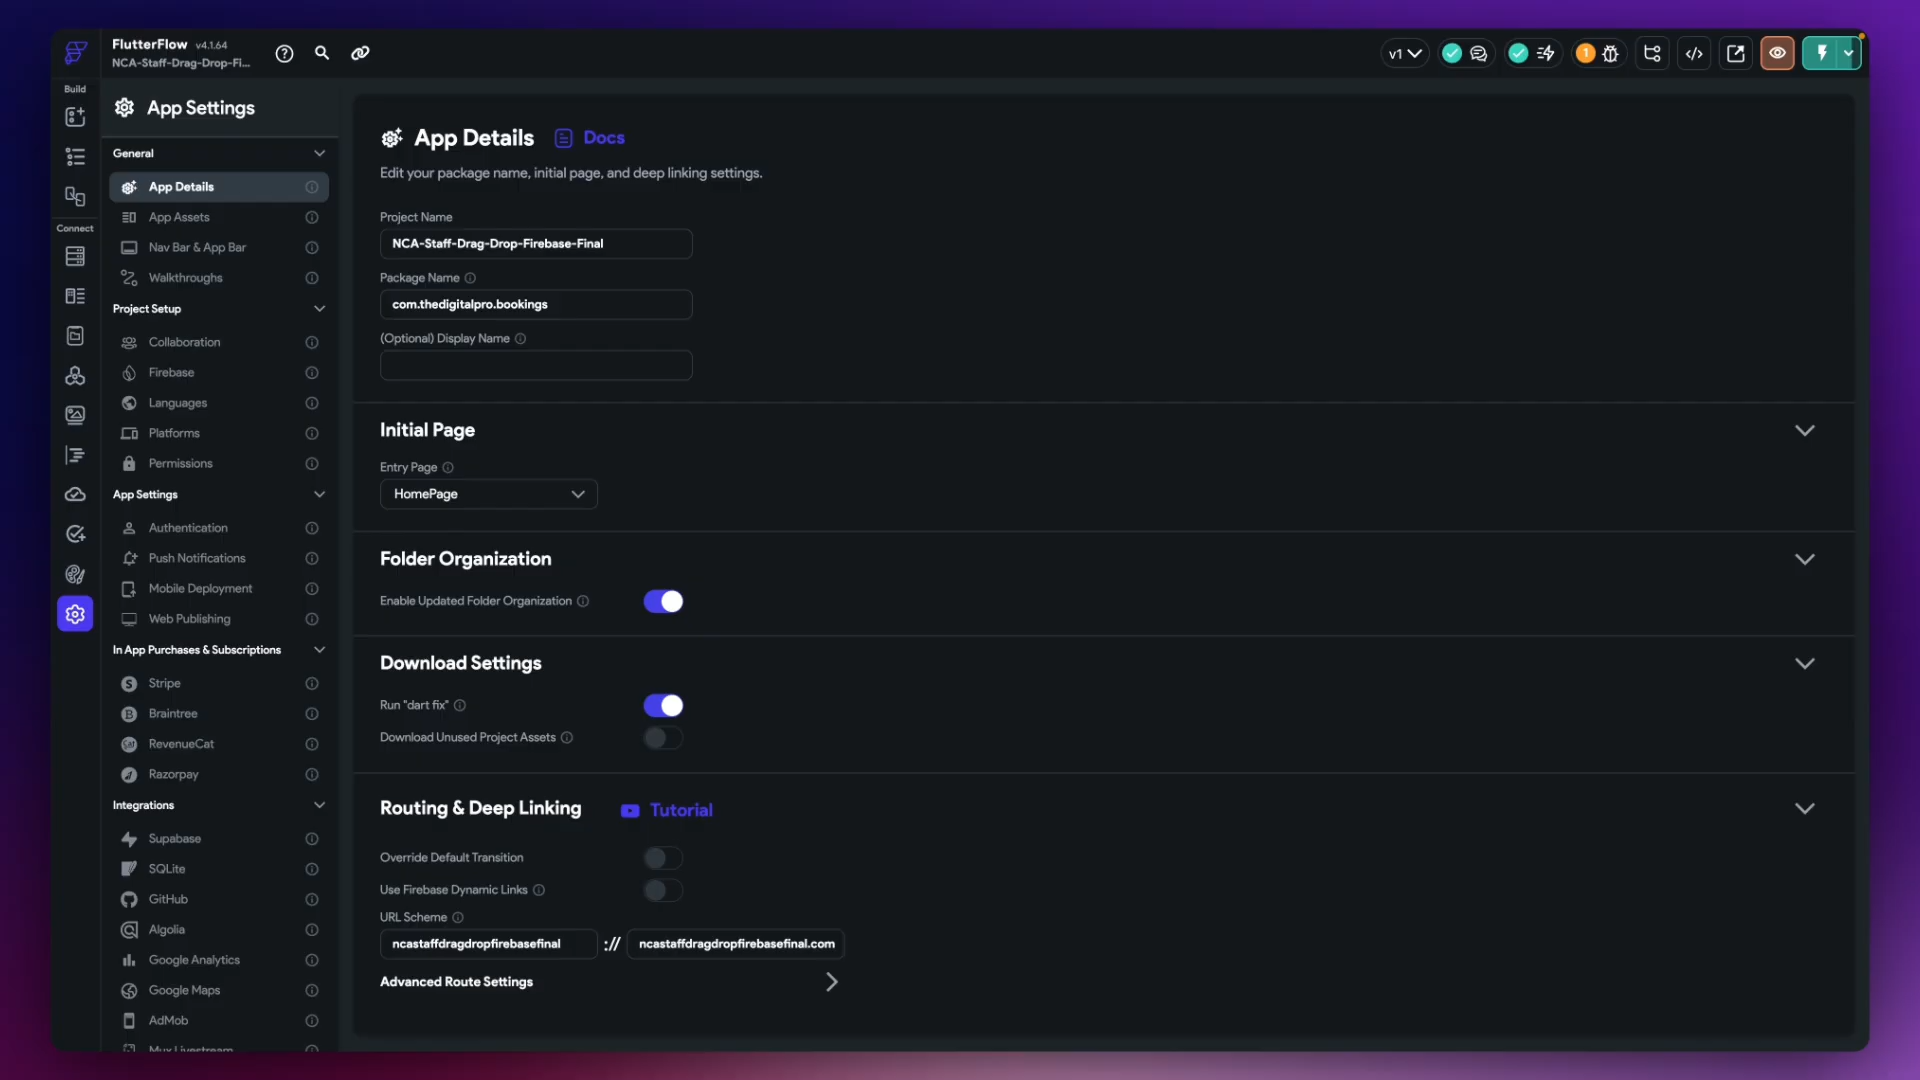 FlutterFlow v4.1.64
NCA-Staff-Drag-Drop-Fi...
v1
1
Build
Connect
App Settings
General
App Details
App Assets
Nav Bar & App Bar
Walkthroughs
Project Setup
Collaboration
Firebase
Languages
Platforms
Permissions
App Settings
Authentication
Push Notifications
Mobile Deployment
Web Publishing
In App Purchases & Subscriptions
Stripe
Braintree
RevenueCat
Razorpay
Integrations
Supabase
SQLite
GitHub
Algolia
Google Analytics
Google Maps
AdMob
Mux Livestream
App Details Docs
Edit your package name, initial page, and deep linking settings.
Project Name
NCA-Staff-Drag-Drop-Firebase-Final
Package Name
com.thedigitalpro.bookings
(Optional) Display Name
Initial Page
Entry Page
HomePage
Folder Organization
Enable Updated Folder Organization
Download Settings
Run "dart fix"
Download Unused Project Assets
Routing & Deep Linking Tutorial
Override Default Transition
Use Firebase Dynamic Links
URL Scheme
ncastaffdragdropfirebasefinal :// ncastaffdragdropfirebasefinal.com
Advanced Route Settings